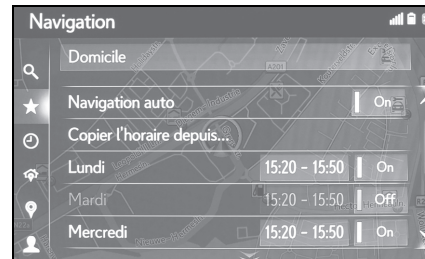 Navigation
Domicile
A201
Navigation auto On
Copier l'horaire depuis...
Lundi 15:20 - 15:50 On
Mardi 15:20 - 15:50 Off
Mercredi 15:20 - 15:50 On